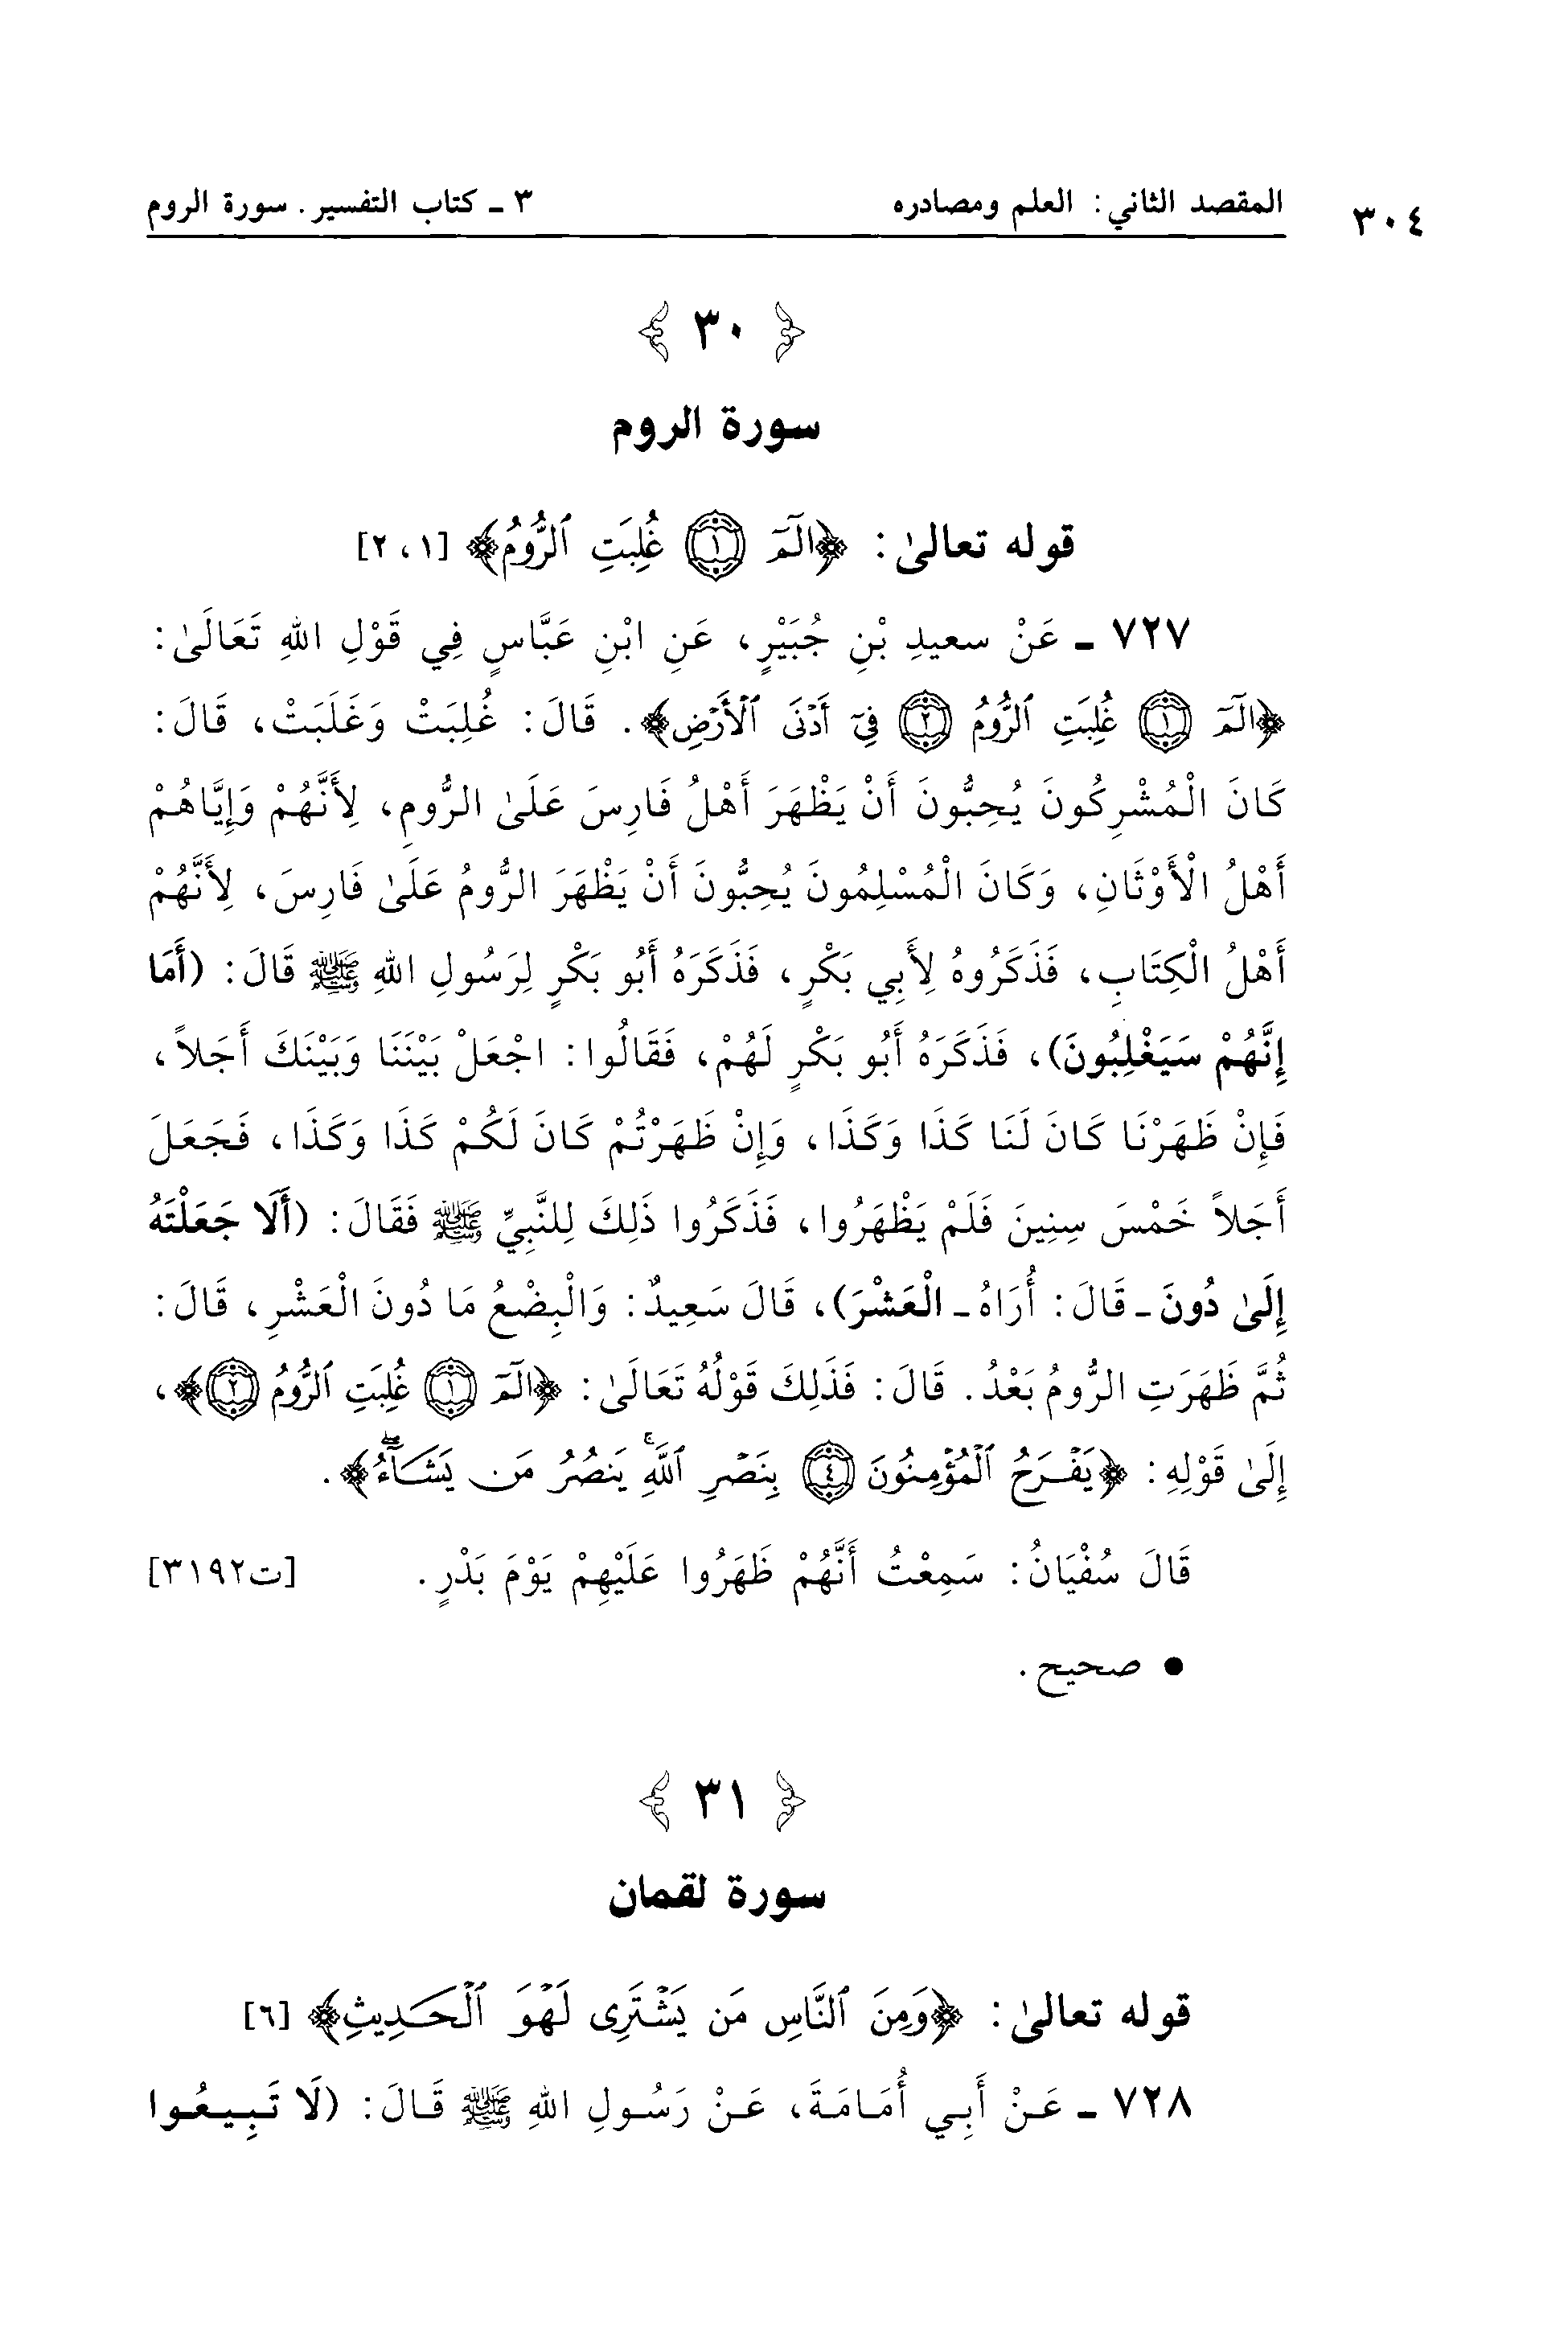 ٣٠٤ المقصد الثاني: العلم ومصادره ٣ ـ كتاب التفسير. سورة الروم
﴿ ٣٠ ﴾
سورة الروم
قوله تعالىٰ: ﴿الٓمٓ ۝١ غُلِبَتِ ٱلرُّومُ﴾ [١، ٢]
٧٢٧ ـ عَنْ سعيدِ بْنِ جُبَيْرٍ، عَنِ ابْنِ عَبَّاسٍ فِي قَوْلِ اللهِ تَعَالَىٰ:
﴿الٓمٓ ۝١ غُلِبَتِ ٱلرُّومُ ۝٢ فِىٓ أَدْنَى ٱلْأَرْضِ﴾. قَالَ: غُلِبَتْ وَغَلَبَتْ، قَالَ:
كَانَ الْمُشْرِكُونَ يُحِبُّونَ أَنْ يَظْهَرَ أَهْلُ فَارِسَ عَلَىٰ الرُّومِ، لِأَنَّهُمْ وَإِيَّاهُمْ
أَهْلُ الْأَوْثَانِ، وَكَانَ الْمُسْلِمُونَ يُحِبُّونَ أَنْ يَظْهَرَ الرُّومُ عَلَىٰ فَارِسَ، لِأَنَّهُمْ
أَهْلُ الْكِتَابِ، فَذَكَرُوهُ لِأَبِي بَكْرٍ، فَذَكَرَهُ أَبُو بَكْرٍ لِرَسُولِ اللهِ ﷺ قَالَ: (أَمَا
إِنَّهُمْ سَيَغْلِبُونَ)، فَذَكَرَهُ أَبُو بَكْرٍ لَهُمْ، فَقَالُوا: اجْعَلْ بَيْنَنَا وَبَيْنَكَ أَجَلاً،
فَإِنْ ظَهَرْنَا كَانَ لَنَا كَذَا وَكَذَا، وَإِنْ ظَهَرْتُمْ كَانَ لَكُمْ كَذَا وَكَذَا، فَجَعَلَ
أَجَلاً خَمْسَ سِنِينَ فَلَمْ يَظْهَرُوا، فَذَكَرُوا ذَلِكَ لِلنَّبِيِّ ﷺ فَقَالَ: (أَلَا جَعَلْتَهُ
إِلَىٰ دُونَ ـ قَالَ: أُرَاهُ ـ الْعَشْرَ)، قَالَ سَعِيدٌ: وَالْبِضْعُ مَا دُونَ الْعَشْرِ، قَالَ:
ثُمَّ ظَهَرَتِ الرُّومُ بَعْدُ. قَالَ: فَذَلِكَ قَوْلُهُ تَعَالَىٰ: ﴿الٓمٓ ۝١ غُلِبَتِ ٱلرُّومُ ۝٢﴾،
إِلَىٰ قَوْلِهِ: ﴿يَفْرَحُ ٱلْمُؤْمِنُونَ ۝٤ بِنَصْرِ ٱللَّهِ ۚ يَنصُرُ مَن يَشَآءُ ۖ﴾.
قَالَ سُفْيَانُ: سَمِعْتُ أَنَّهُمْ ظَهَرُوا عَلَيْهِمْ يَوْمَ بَدْرٍ. [ت٣١٩٢]
• صحيح.
﴿ ٣١ ﴾
سورة لقمان
قوله تعالىٰ: ﴿وَمِنَ ٱلنَّاسِ مَن يَشْتَرِى لَهْوَ ٱلْحَدِيثِ﴾ [٦]
٧٢٨ ـ عَنْ أَبِي أُمَامَةَ، عَنْ رَسُولِ اللهِ ﷺ قَالَ: (لَا تَبِيعُوا